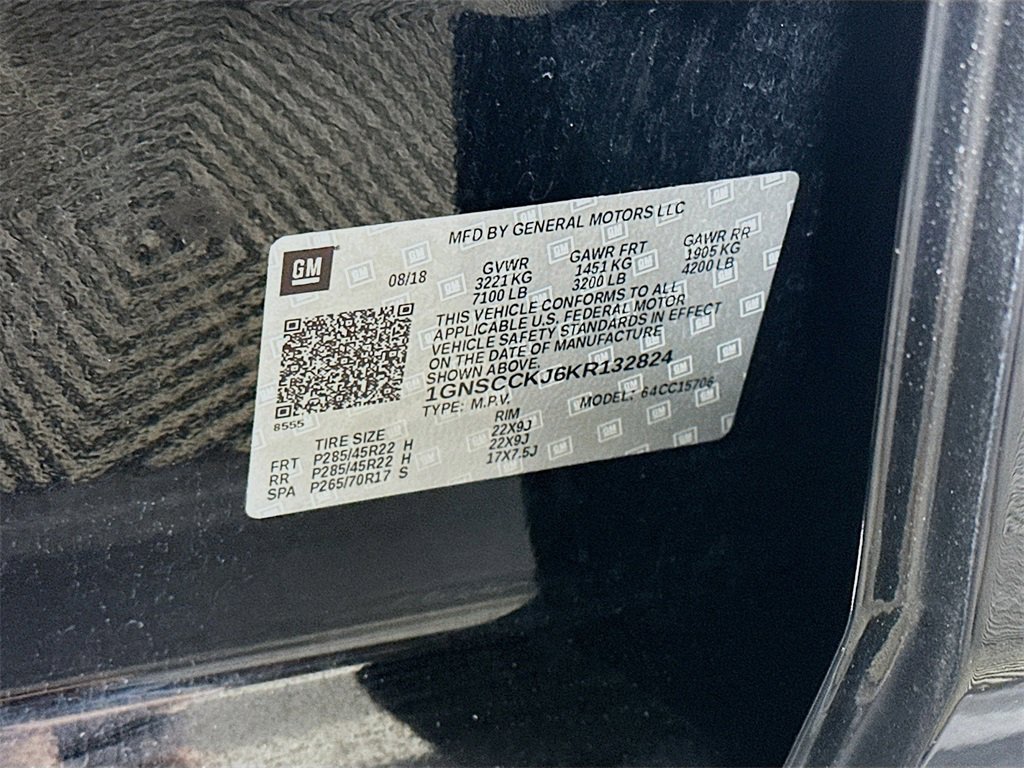 MFD BY GENERAL MOTORS LLC
GM
08/18
GVWR GAWR FRT GAWR RR
3221 KG 1451 KG 1905 KG
7100 LB 3200 LB 4200 LB
THIS VEHICLE CONFORMS TO ALL
APPLICABLE U.S. FEDERAL MOTOR
VEHICLE SAFETY STANDARDS IN EFFECT
ON THE DATE OF MANUFACTURE
SHOWN ABOVE.
1GNSCCKJ6KR132824
TYPE: M.P.V. MODEL: 64CC15706
8555
TIRE SIZE RIM
FRT P285/45R22 H 22X9J
RR P285/45R22 H 22X9J
SPA P265/70R17 S 17X7.5J